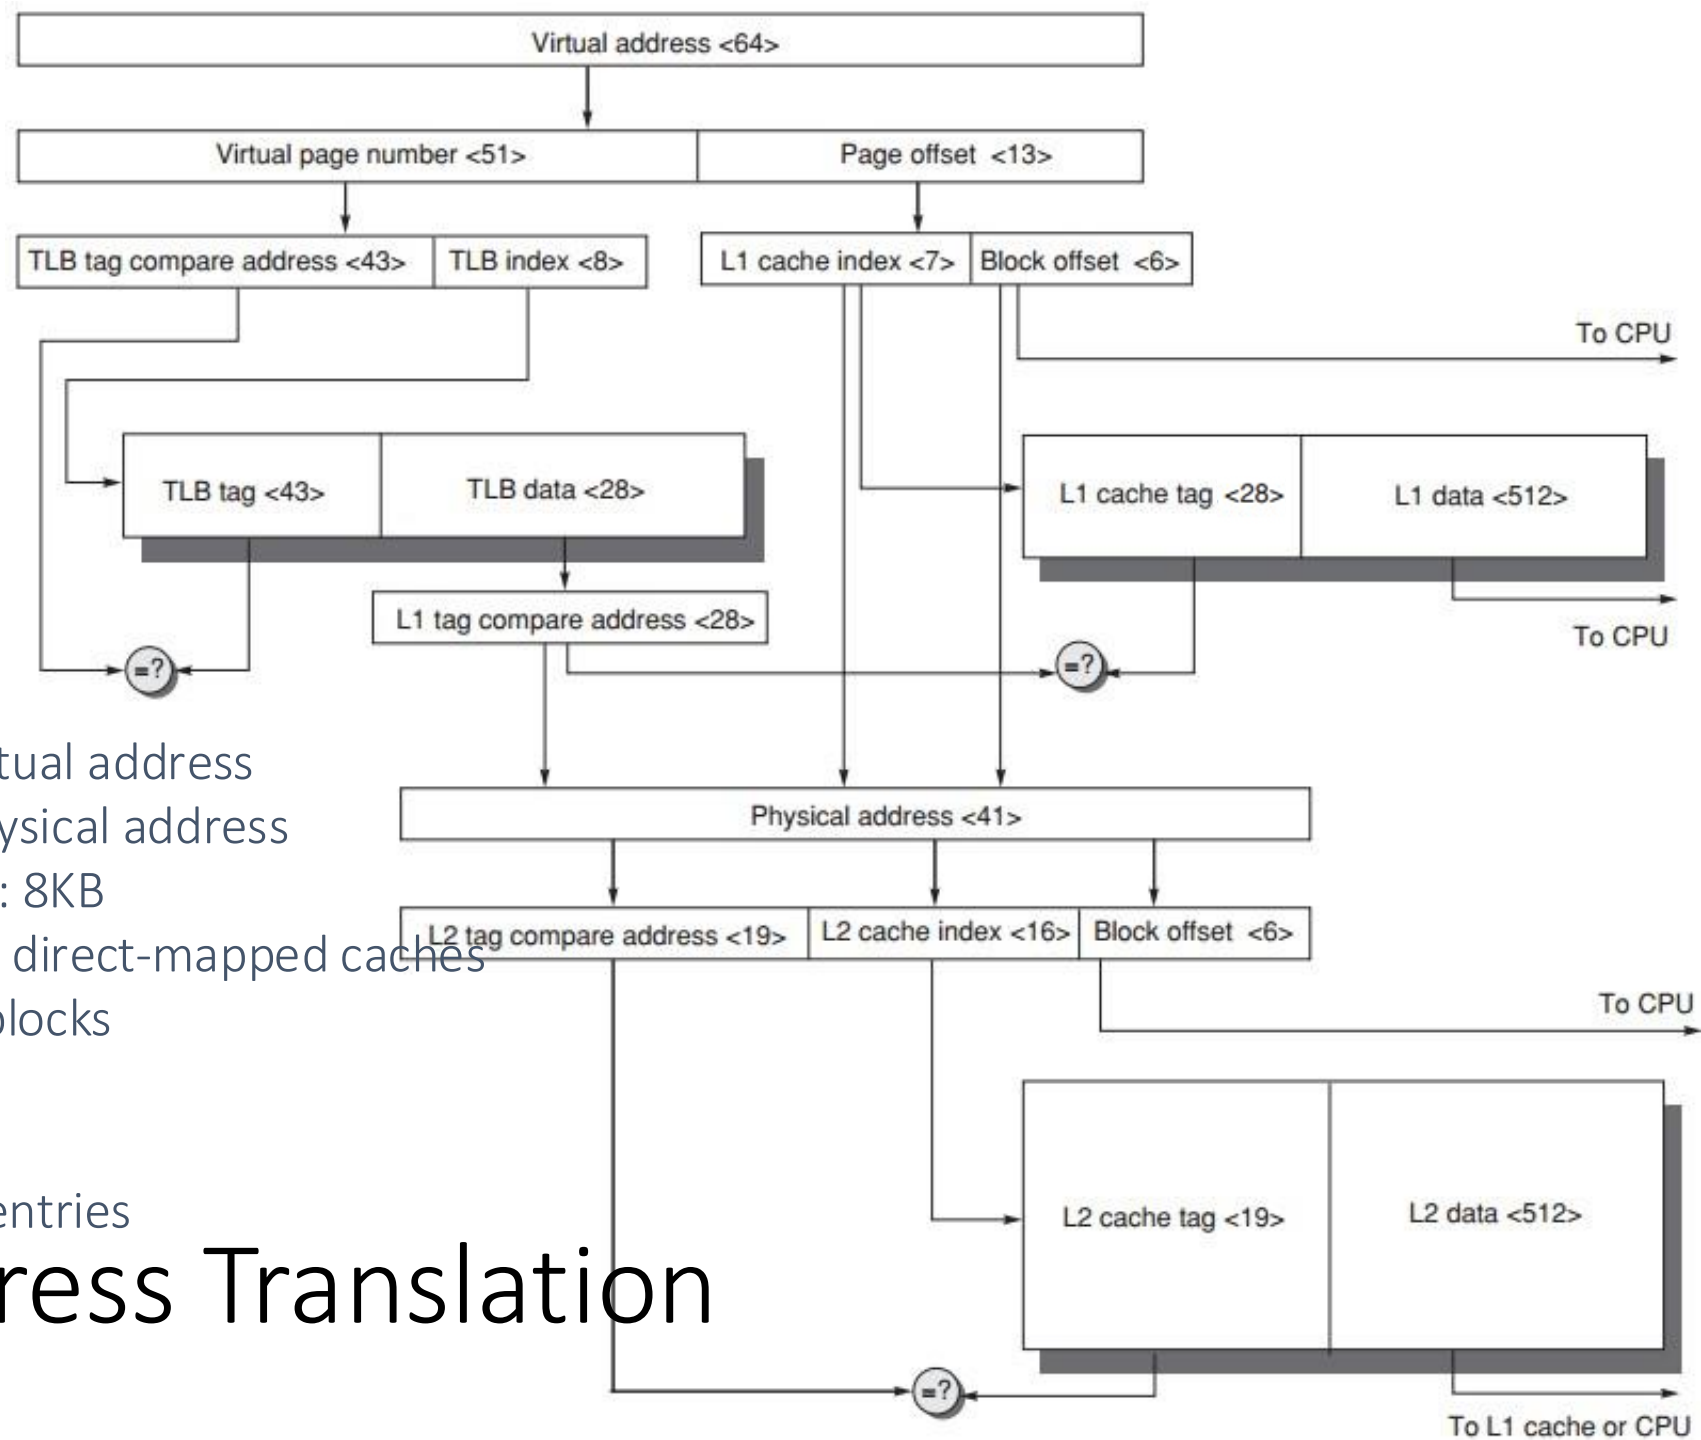 Virtual address <64>
Virtual page number <51> Page offset <13>
TLB tag compare address <43> TLB index <8> L1 cache index <7> Block offset <6>
To CPU
TLB tag <43> TLB data <28> L1 cache tag <28> L1 data <512>
L1 tag compare address <28>
To CPU
=? =?
tual address
Physical address <41>
ysical address
: 8KB
L2 tag compare address <19> L2 cache index <16> Block offset <6>
direct-mapped caches
To CPU
locks
L2 cache tag <19> L2 data <512>
entries
ress Translation
=?
To L1 cache or CPU